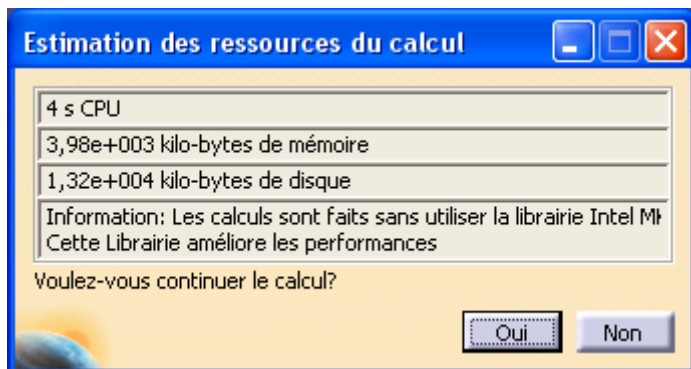 Estimation des ressources du calcul
4 s CPU
3,98e+003 kilo-bytes de mémoire
1,32e+004 kilo-bytes de disque
Information: Les calculs sont faits sans utiliser la librairie Intel
Cette Librairie améliore les performances
Voulez-vous continuer le calcul?
Oui
Non